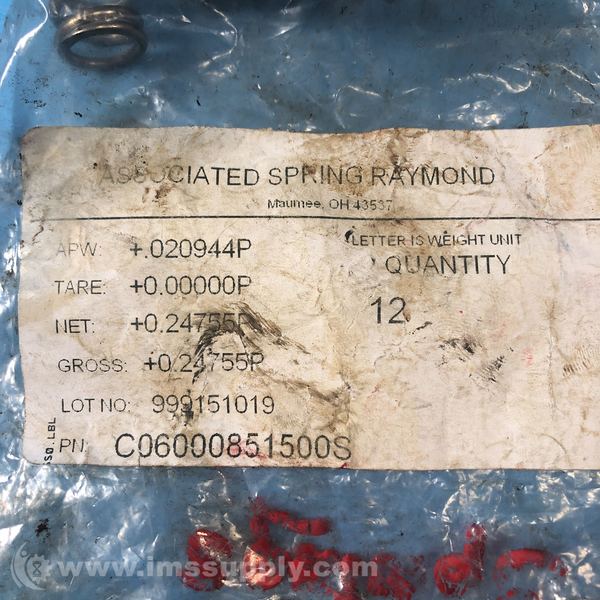 ASSOCIATED SPRING RAYMOND
Maumee, OH 43537
APW: +.020944P
LETTER IS WEIGHT UNIT
TARE: +0.00000P
QUANTITY
12
NET: +0.24755P
GROSS: +0.24755P
LOT NO: 999151019
PN: C06000851500S
S0.LBL
www.imssupply.com